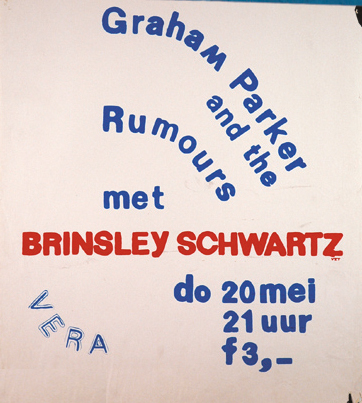 Graham Parker
and the
Rumours
met
BRINSLEY SCHWARTZ
do 20 mei
21 uur
f 3,-
VERA